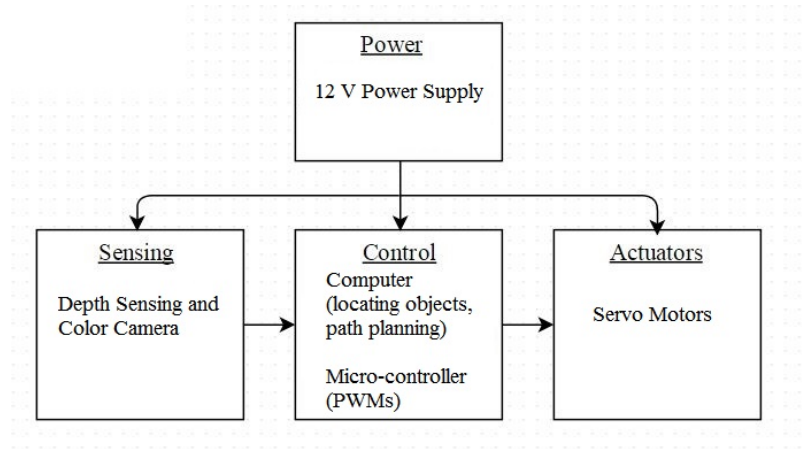 Power
12 V Power Supply
Sensing
Depth Sensing and
Color Camera
Control
Computer
(locating objects,
path planning)
Micro-controller
(PWMs)
Actuators
Servo Motors